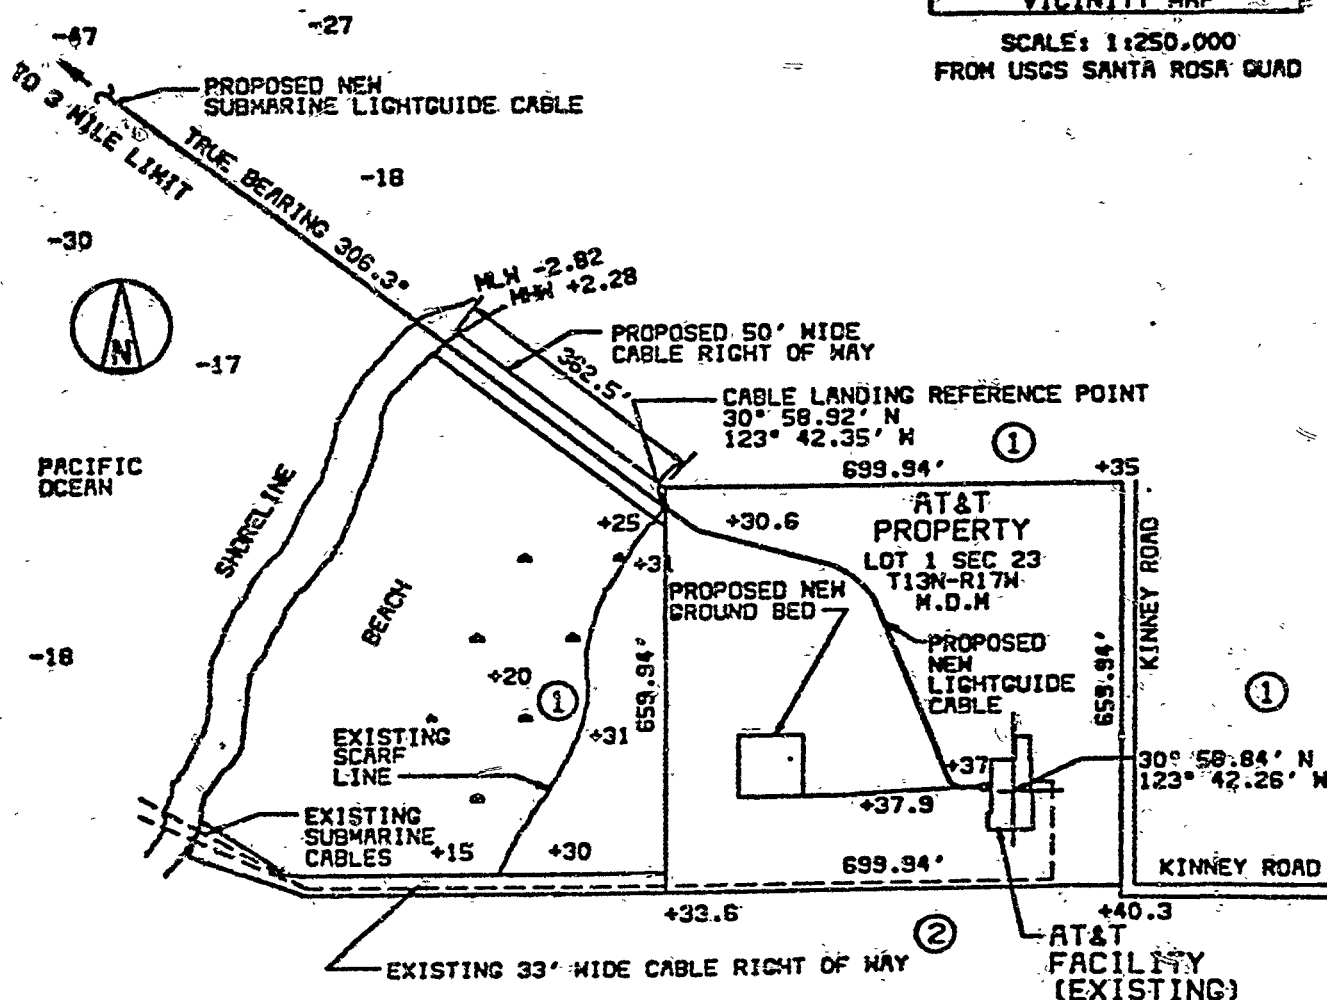 VICINITY MAP
SCALE: 1:250,000
FROM USGS SANTA ROSA QUAD
-47
-27
TO 3 MILE LIMIT
PROPOSED NEW
SUBMARINE LIGHTGUIDE CABLE
TRUE BEARING 306.3°
-18
-30
MLW -2.82
MHW +2.28
N
-17
PROPOSED 50' WIDE
CABLE RIGHT OF WAY
362.5'
CABLE LANDING REFERENCE POINT
30° 58.92' N
123° 42.35' W
1
PACIFIC
OCEAN
699.94'
+35
SHORELINE
+25
+30.6
AT&T
PROPERTY
LOT 1 SEC 23
T13N-R17W
M.D.M
KINNEY ROAD
+31
PROPOSED NEW
GROUND BED
BEACH
-18
PROPOSED
NEW
LIGHTGUIDE
CABLE
659.94'
659.94'
+20
1
1
+31
EXISTING
SCARF
LINE
+37
30° 58.84' N
123° 42.26' W
+37.9
EXISTING
SUBMARINE
CABLES
+15
+30
699.94'
KINNEY ROAD
+33.6
+40.3
2
AT&T
FACILITY
(EXISTING)
EXISTING 33' WIDE CABLE RIGHT OF WAY